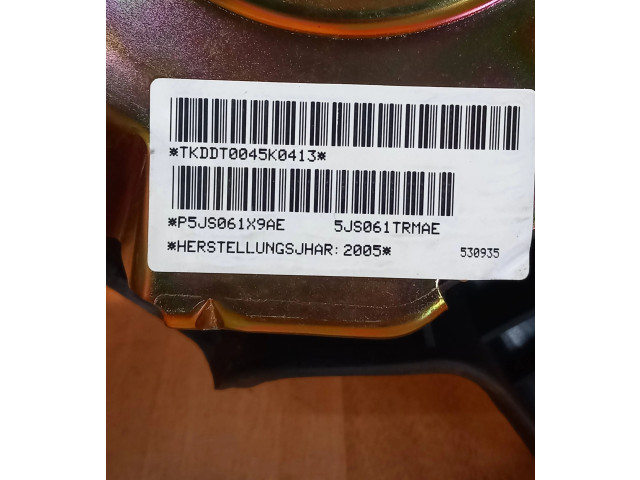 *TKDDT0045K0413*
*P5JS061X9AE 5JS061TRMAE
*HERSTELLUNGSJHAR: 2005* 530935